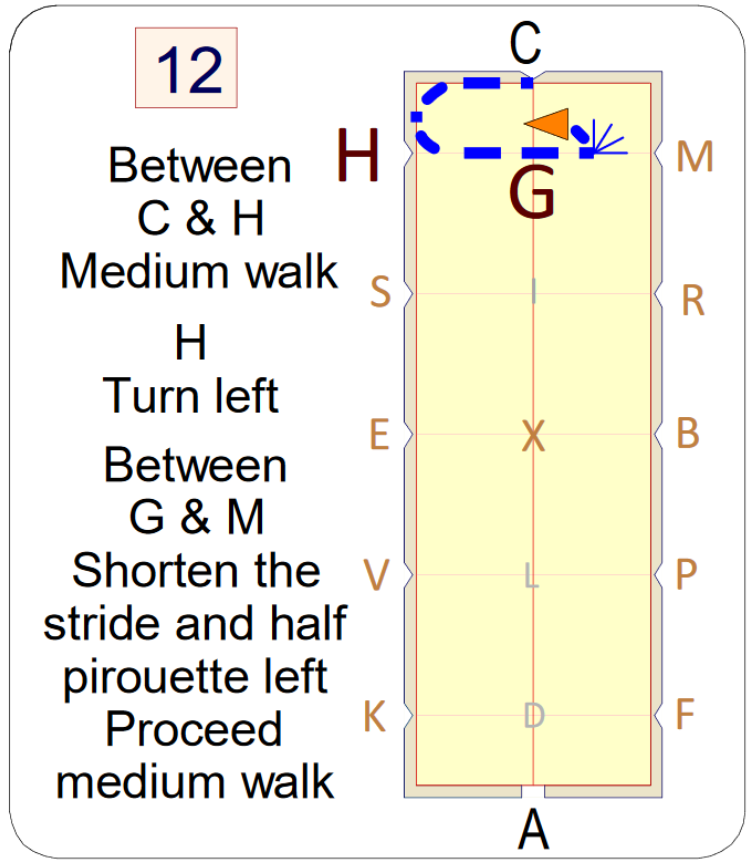 12
Between
C & H
Medium walk
H
Turn left
Between
G & M
Shorten the
stride and half
pirouette left
Proceed
medium walk
C
H
G
M
S
I
R
E
X
B
V
L
P
K
D
F
A